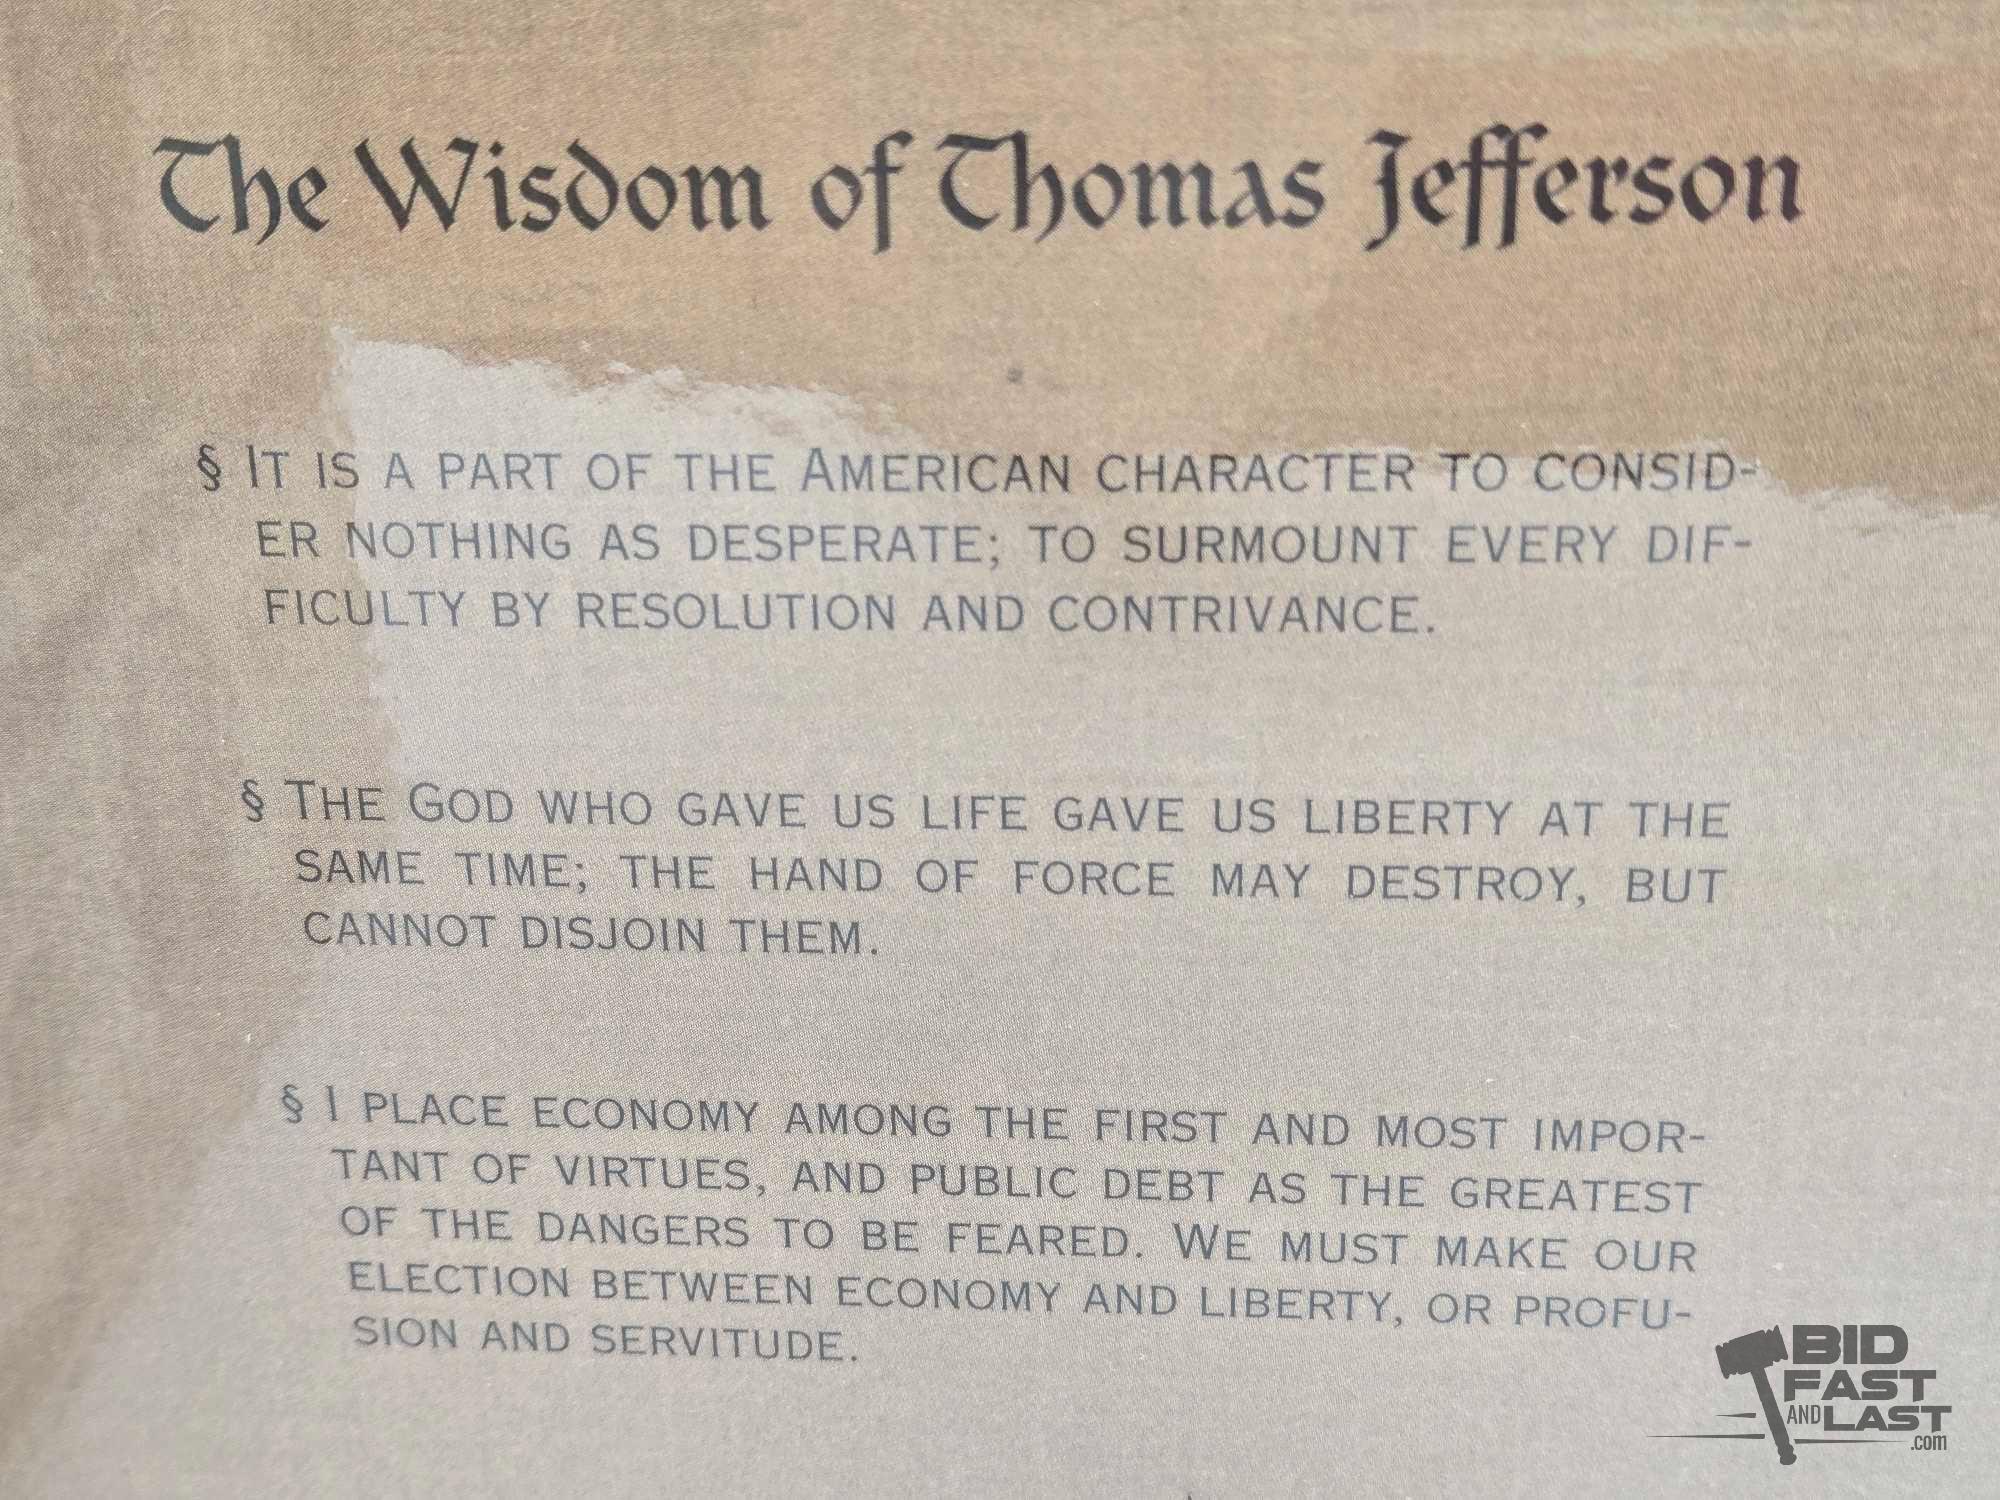 The Wisdom of Thomas Jefferson
§ It is a part of the American character to consid-
er nothing as desperate; to surmount every dif-
ficulty by resolution and contrivance.
§ The God who gave us life gave us liberty at the
same time; the hand of force may destroy, but
cannot disjoin them.
§ I place economy among the first and most impor-
tant of virtues, and public debt as the greatest
of the dangers to be feared. We must make our
election between economy and liberty, or profu-
sion and servitude.
BID
FAST
AND LAST
.com